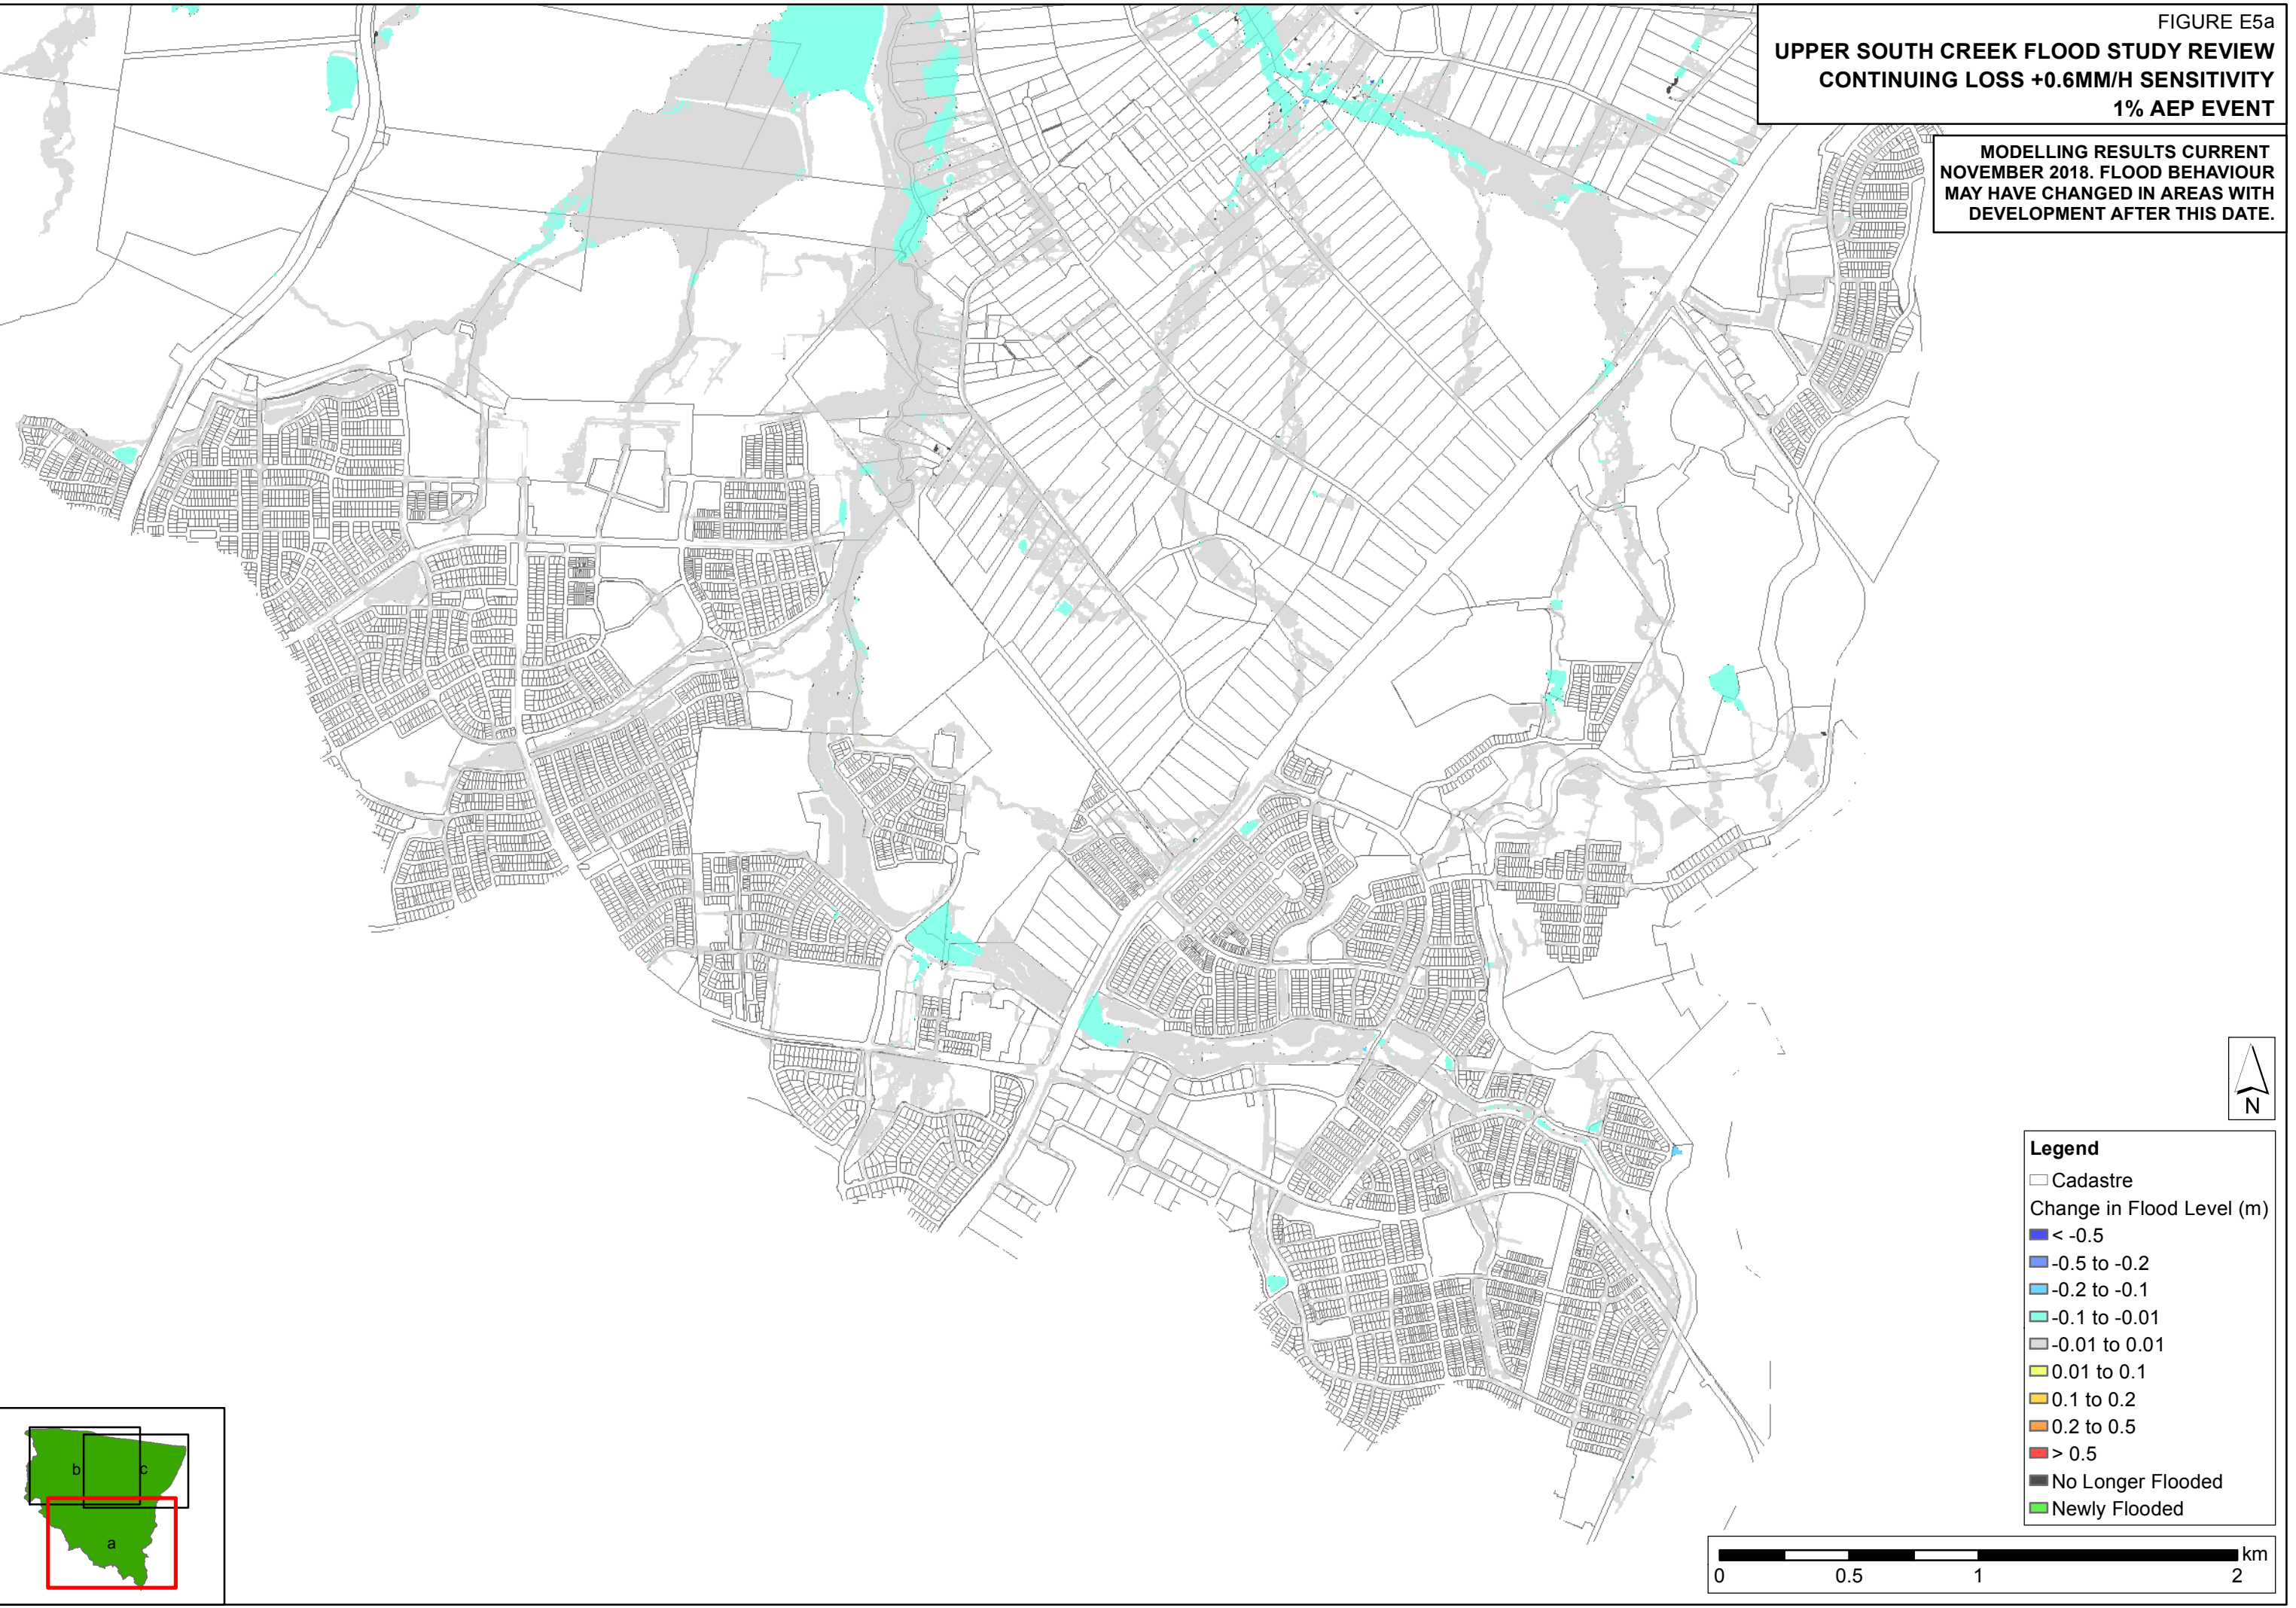 FIGURE E5a
UPPER SOUTH CREEK FLOOD STUDY REVIEW
CONTINUING LOSS +0.6MM/H SENSITIVITY
1% AEP EVENT
MODELLING RESULTS CURRENT
NOVEMBER 2018. FLOOD BEHAVIOUR
MAY HAVE CHANGED IN AREAS WITH
DEVELOPMENT AFTER THIS DATE.
N
Legend
Cadastre
Change in Flood Level (m)
< -0.5
-0.5 to -0.2
-0.2 to -0.1
-0.1 to -0.01
-0.01 to 0.01
0.01 to 0.1
0.1 to 0.2
0.2 to 0.5
> 0.5
No Longer Flooded
Newly Flooded
b c
a
km
0 0.5 1 2